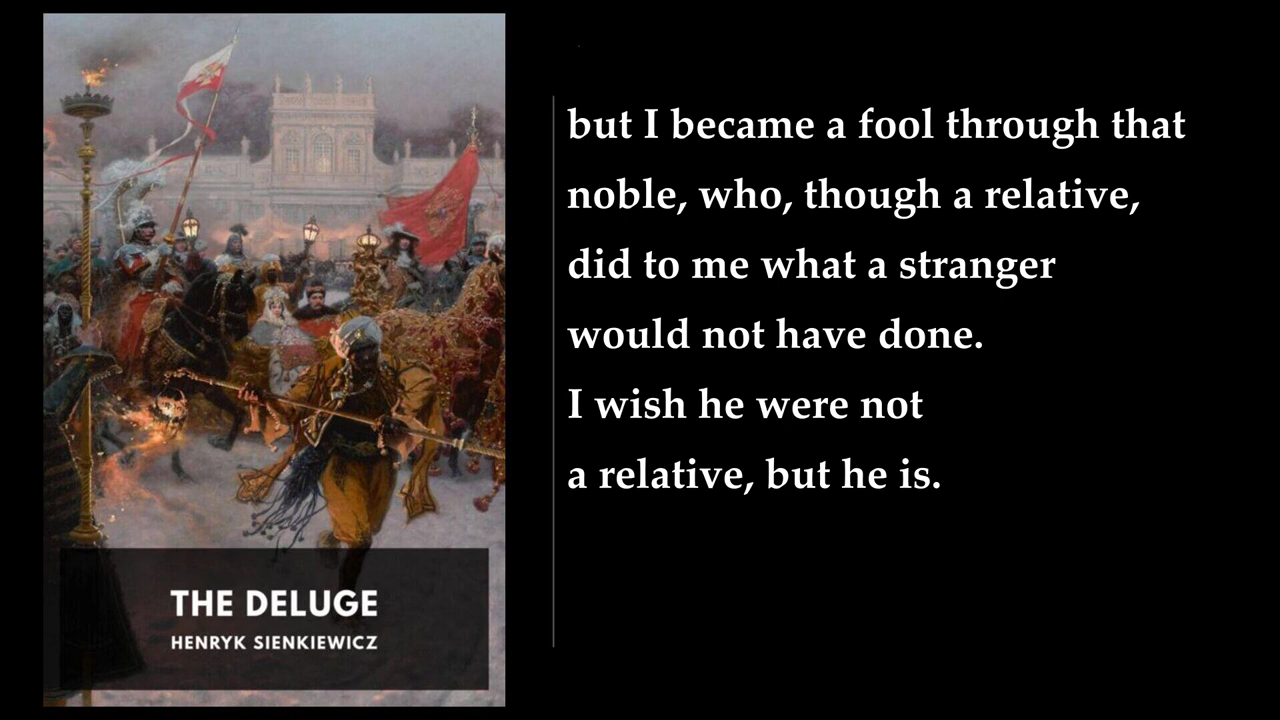 but I became a fool through that
noble, who, though a relative,
did to me what a stranger
would not have done.
I wish he were not
a relative, but he is.
THE DELUGE
HENRYK SIENKIEWICZ